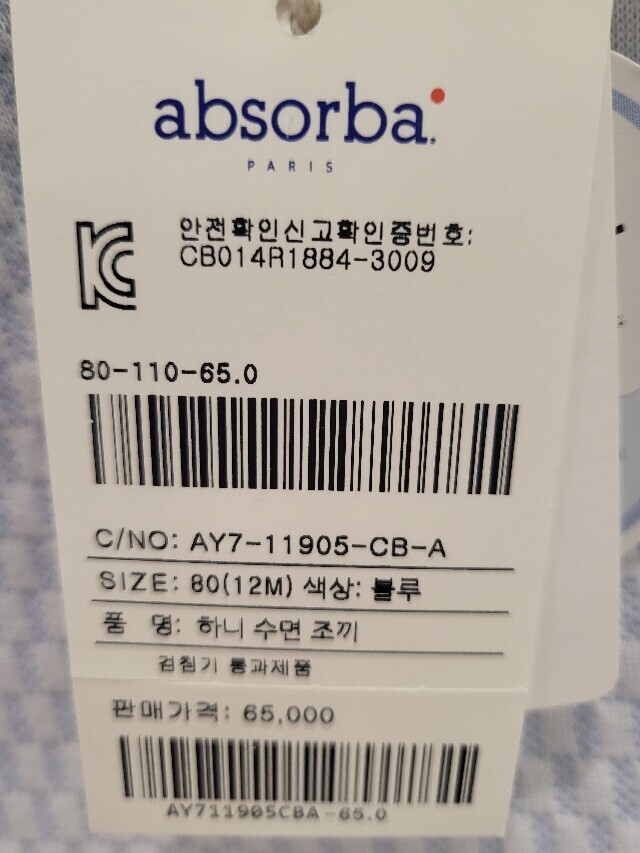 absorba.
PARIS
안전확인신고확인증번호:
CB014R1884-3009
80-110-65.0
C/NO: AY7-11905-CB-A
SIZE: 80(12M) 색상: 블루
품 명: 하니 수면 조끼
검침기 통과제품
판매가격: 65,000
AY711905CBA-65.0